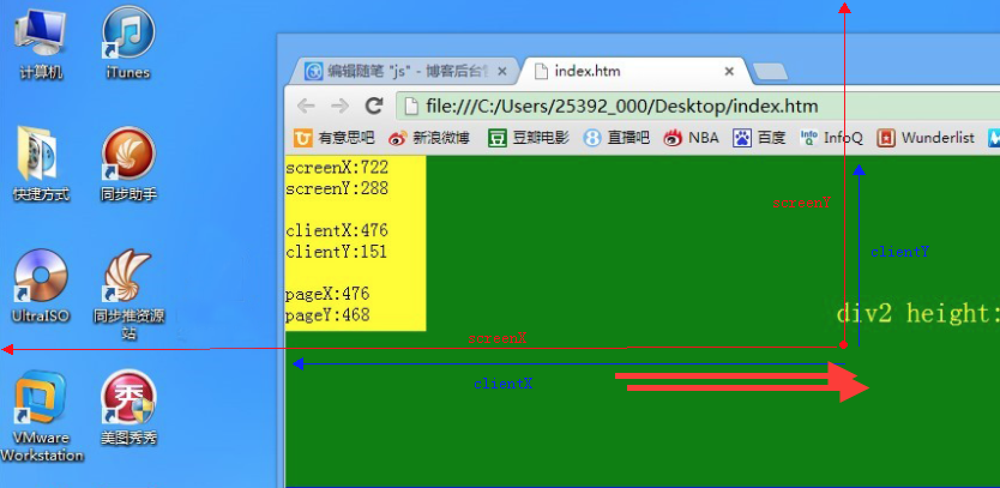 计算机
iTunes
快捷方式
同步助手
UltraISO
同步推资源
站
VMware
Workstation
美图秀秀
编辑随笔 "js" - 博客后台
index.htm
file:///C:/Users/25392_000/Desktop/index.htm
有意思吧
新浪微博
豆瓣电影
直播吧
NBA
百度
InfoQ
Wunderlist
screenX:722
screenY:288
clientX:476
clientY:151
pageX:476
pageY:468
screenY
clientY
div2 height:
screenX
clientX